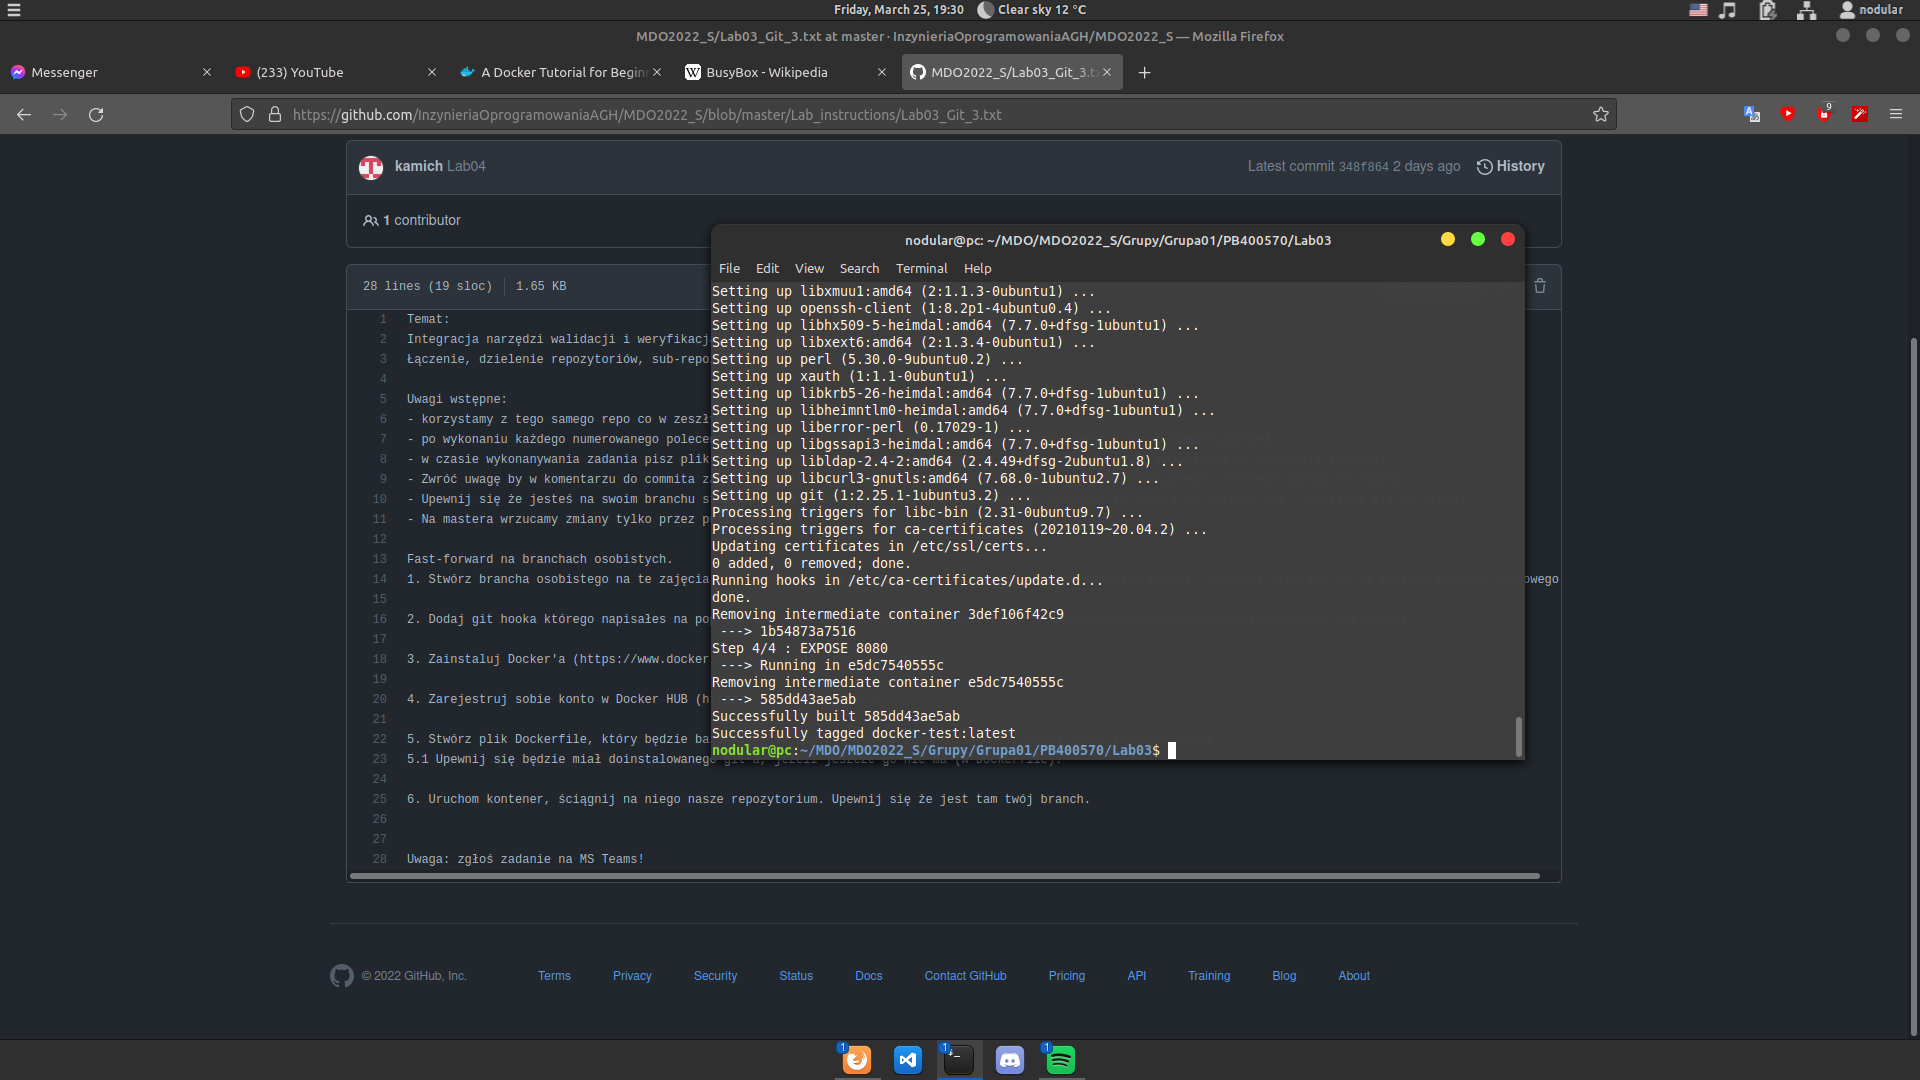 Friday, March 25, 19:30
Clear sky 12 °C
nodular
MDO2022_S/Lab03_Git_3.txt at master · InzynieriaOprogramowaniaAGH/MDO2022_S — Mozilla Firefox
Messenger
(233) YouTube
A Docker Tutorial for Begin
BusyBox - Wikipedia
MDO2022_S/Lab03_Git_3.t
https://github.com/InzynieriaOprogramowaniaAGH/MDO2022_S/blob/master/Lab_instructions/Lab03_Git_3.txt
9
kamich Lab04
Latest commit 348f864 2 days ago
History
1 contributor
28 lines (19 sloc)
1.65 KB
1 Temat:
2 Integracja narzędzi walidacji i weryfikacj
3 Łączenie, dzielenie repozytoriów, sub-repo
4
5 Uwagi wstępne:
6 - korzystamy z tego samego repo co w zeszł
7 - po wykonaniu każdego numerowanego polece
8 - w czasie wykonanywania zadania pisz plik
9 - Zwróć uwagę by w komentarzu do commita z
10 - Upewnij się że jesteś na swoim branchu s
11 - Na mastera wrzucamy zmiany tylko przez p
12
13 Fast-forward na branchach osobistych.
14 1. Stwórz brancha osobistego na te zajęcia owego
15
16 2. Dodaj git hooka którego napisałes na po
17
18 3. Zainstaluj Docker'a (https://www.docker
19
20 4. Zarejestruj sobie konto w Docker HUB (h
21
22 5. Stwórz plik Dockerfile, który będzie ba
23 5.1 Upewnij się będzie miał doinstalowanego git'a, jeżeli jeszcze go nie ma (w Dockerfile).
24
25 6. Uruchom kontener, ściągnij na niego nasze repozytorium. Upewnij się że jest tam twój branch.
26
27
28 Uwaga: zgłoś zadanie na MS Teams!
nodular@pc: ~/MDO/MDO2022_S/Grupy/Grupa01/PB400570/Lab03
File Edit View Search Terminal Help
Setting up libxmuu1:amd64 (2:1.1.3-0ubuntu1) ...
Setting up openssh-client (1:8.2p1-4ubuntu0.4) ...
Setting up libhx509-5-heimdal:amd64 (7.7.0+dfsg-1ubuntu1) ...
Setting up libxext6:amd64 (2:1.3.4-0ubuntu1) ...
Setting up perl (5.30.0-9ubuntu0.2) ...
Setting up xauth (1:1.1-0ubuntu1) ...
Setting up libkrb5-26-heimdal:amd64 (7.7.0+dfsg-1ubuntu1) ...
Setting up libheimntlm0-heimdal:amd64 (7.7.0+dfsg-1ubuntu1) ...
Setting up liberror-perl (0.17029-1) ...
Setting up libgssapi3-heimdal:amd64 (7.7.0+dfsg-1ubuntu1) ...
Setting up libldap-2.4-2:amd64 (2.4.49+dfsg-2ubuntu1.8) ...
Setting up libcurl3-gnutls:amd64 (7.68.0-1ubuntu2.7) ...
Setting up git (1:2.25.1-1ubuntu3.2) ...
Processing triggers for libc-bin (2.31-0ubuntu9.7) ...
Processing triggers for ca-certificates (20210119~20.04.2) ...
Updating certificates in /etc/ssl/certs...
0 added, 0 removed; done.
Running hooks in /etc/ca-certificates/update.d...
done.
Removing intermediate container 3def106f42c9
---> 1b54873a7516
Step 4/4 : EXPOSE 8080
---> Running in e5dc7540555c
Removing intermediate container e5dc7540555c
---> 585dd43ae5ab
Successfully built 585dd43ae5ab
Successfully tagged docker-test:latest
nodular@pc:~/MDO/MDO2022_S/Grupy/Grupa01/PB400570/Lab03$
© 2022 GitHub, Inc.
Terms
Privacy
Security
Status
Docs
Contact GitHub
Pricing
API
Training
Blog
About
1
1
1